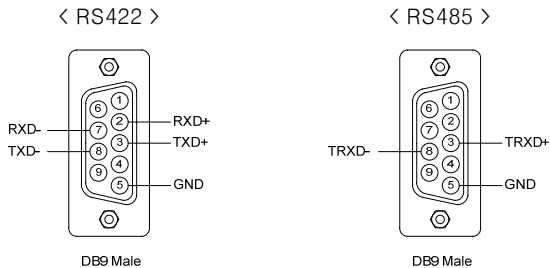 < RS422 >
< RS485 >
1
6
2
RXD+
RXD-
7
3
TXD+
TXD-
8
4
9
5
GND
DB9 Male
1
6
2
7
3
TRXD+
TRXD-
8
4
9
5
GND
DB9 Male